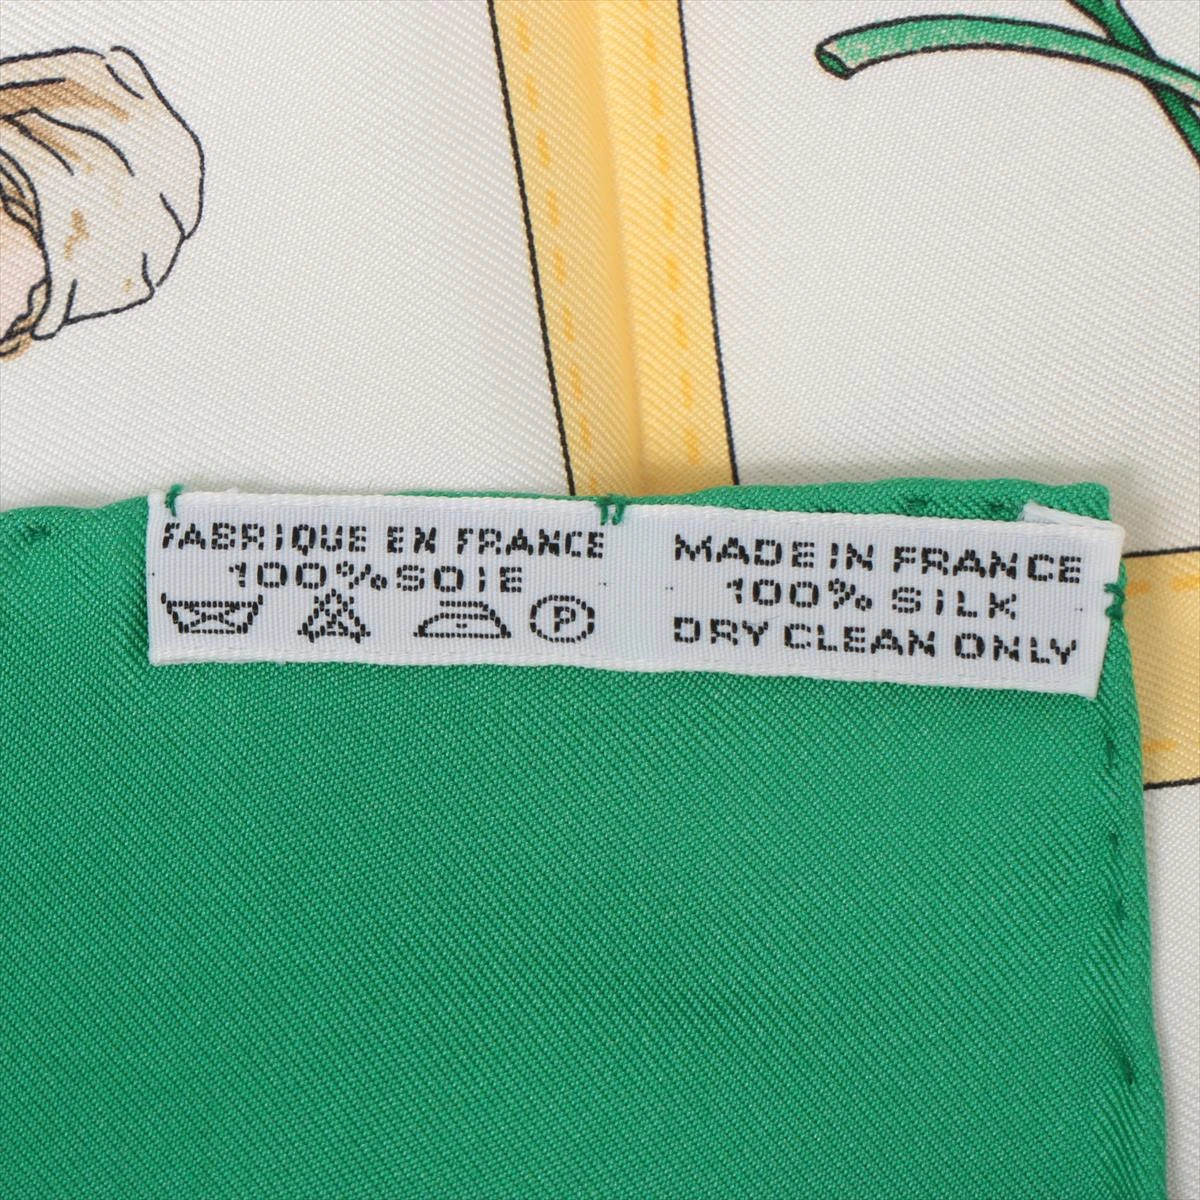 FABRIQUE EN FRANCE
100% SOIE
P
MADE IN FRANCE
100% SILK
DRY CLEAN ONLY